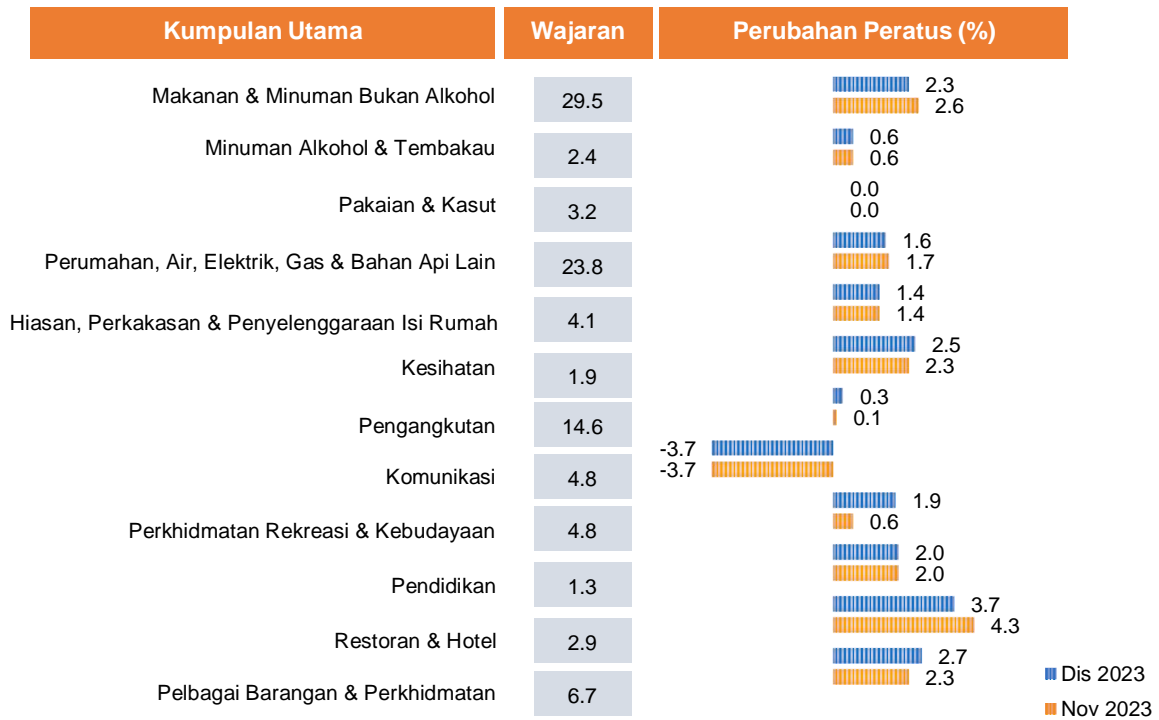 Kumpulan Utama Wajaran Perubahan Peratus (%)
Makanan & Minuman Bukan Alkohol 29.5 2.3
2.6
Minuman Alkohol & Tembakau 2.4 0.6
0.6
Pakaian & Kasut 3.2 0.0
0.0
Perumahan, Air, Elektrik, Gas & Bahan Api Lain 23.8 1.6
1.7
Hiasan, Perkakasan & Penyelenggaraan Isi Rumah 4.1 1.4
1.4
Kesihatan 1.9 2.5
2.3
Pengangkutan 14.6 0.3
0.1
Komunikasi 4.8 -3.7
-3.7
Perkhidmatan Rekreasi & Kebudayaan 4.8 1.9
0.6
Pendidikan 1.3 2.0
2.0
Restoran & Hotel 2.9 3.7
4.3
Pelbagai Barangan & Perkhidmatan 6.7 2.7
2.3
Dis 2023
Nov 2023